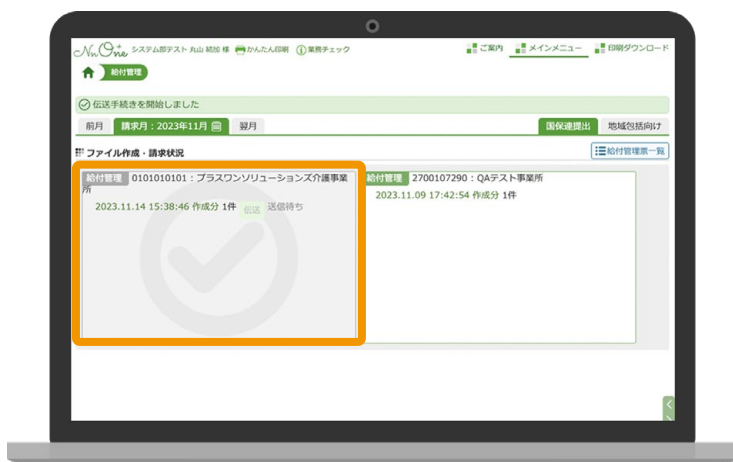 NnOne システム部テスト 丸山 結加 様 かんたん印刷 業務チェック ご案内 メインメニュー 印刷ダウンロード
給付管理
伝送手続きを開始しました
前月 請求月:2023年11月 翌月 国保連提出 地域包括向け
ファイル作成・請求状況 給付管理票一覧
給付管理 0101010101:プラスワンソリューションズ介護事業
所
2023.11.14 15:38:46 作成分 1件 伝送 送信待ち
給付管理 2700107290:QAテスト事業所
2023.11.09 17:42:54 作成分 1件